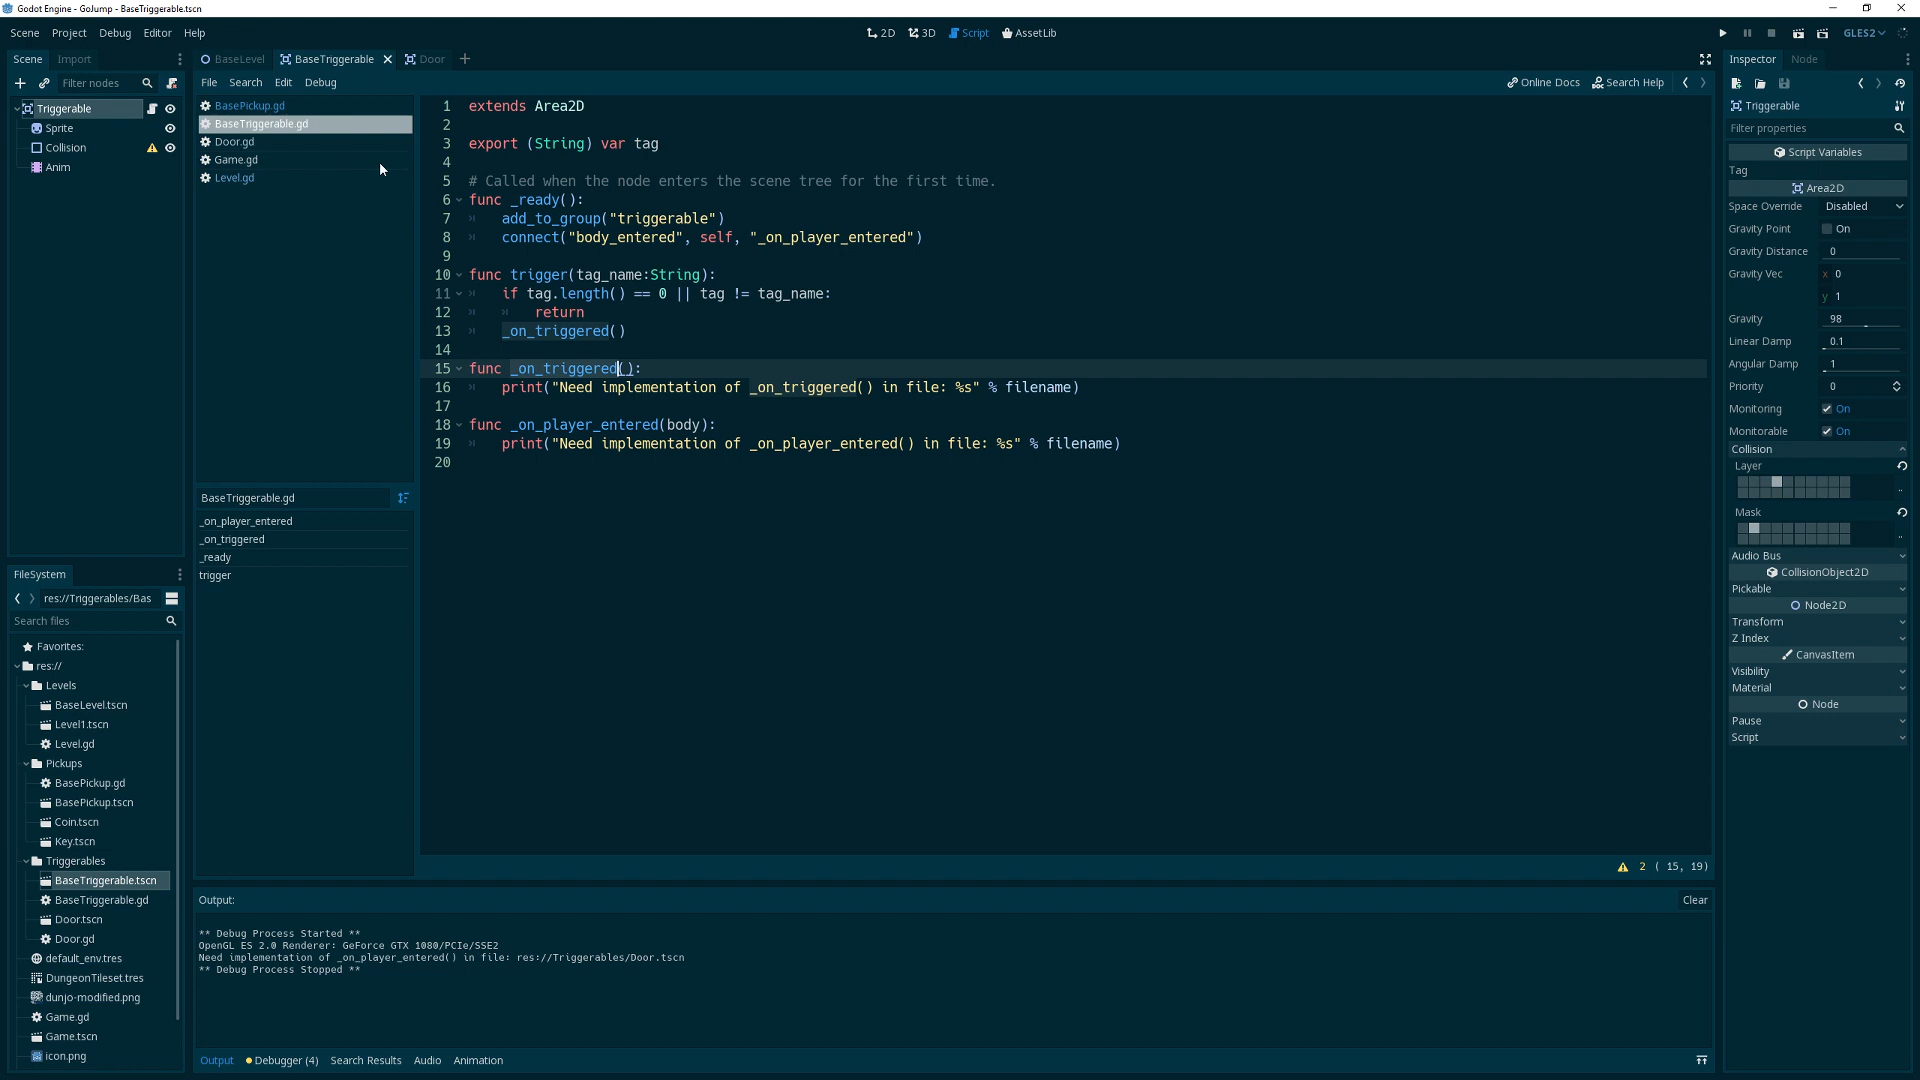 Godot Engine - GoJump - BaseTriggerable.tscn
Scene Project Debug Editor Help
2D 3D Script AssetLib
GLES2
Scene Import
Filter nodes
Triggerable
Sprite
Collision
Anim
FileSystem
res://Triggerables/Bas
Search files
Favorites:
res://
Levels
BaseLevel.tscn
Level1.tscn
Level.gd
Pickups
BasePickup.gd
BasePickup.tscn
Coin.tscn
Key.tscn
Triggerables
BaseTriggerable.tscn
BaseTriggerable.gd
Door.tscn
Door.gd
default_env.tres
DungeonTileset.tres
dunjo-modified.png
Game.gd
Game.tscn
icon.png
BaseLevel BaseTriggerable Door
File Search Edit Debug
Online Docs Search Help
BasePickup.gd
BaseTriggerable.gd
Door.gd
Game.gd
Level.gd
BaseTriggerable.gd
_on_player_entered
_on_triggered
_ready
trigger
1 extends Area2D
2
3 export (String) var tag
4
5 # Called when the node enters the scene tree for the first time.
6 func _ready():
7 add_to_group("triggerable")
8 connect("body_entered", self, "_on_player_entered")
9
10 func trigger(tag_name:String):
11 if tag.length() == 0 || tag != tag_name:
12 return
13 _on_triggered()
14
15 func _on_triggered():
16 print("Need implementation of _on_triggered() in file: %s" % filename)
17
18 func _on_player_entered(body):
19 print("Need implementation of _on_player_entered() in file: %s" % filename)
20
2 ( 15, 19)
Output:
Clear
** Debug Process Started **
OpenGL ES 2.0 Renderer: GeForce GTX 1080/PCIe/SSE2
Need implementation of _on_player_entered() in file: res://Triggerables/Door.tscn
** Debug Process Stopped **
Output Debugger (4) Search Results Audio Animation
Inspector Node
Triggerable
Filter properties
Script Variables
Tag
Area2D
Space Override Disabled
Gravity Point On
Gravity Distance 0
Gravity Vec x 0
y 1
Gravity 98
Linear Damp 0.1
Angular Damp 1
Priority 0
Monitoring On
Monitorable On
Collision
Layer
..
Mask
..
Audio Bus
CollisionObject2D
Pickable
Node2D
Transform
Z Index
CanvasItem
Visibility
Material
Node
Pause
Script